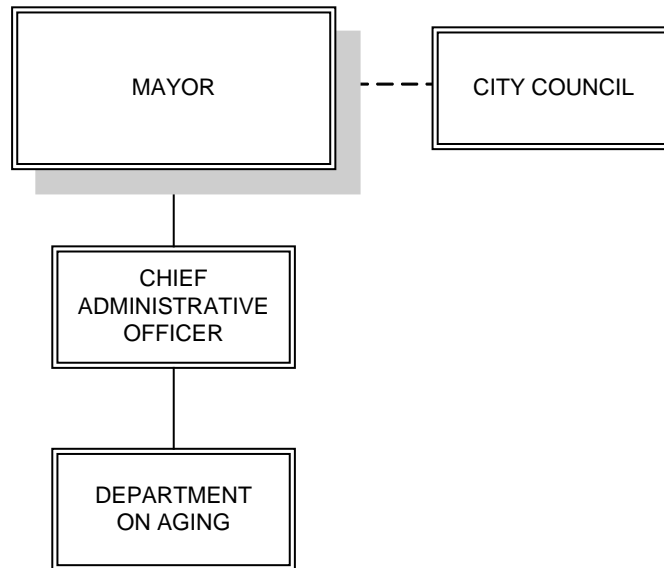 MAYOR
CITY COUNCIL
CHIEF
ADMINISTRATIVE
OFFICER
DEPARTMENT
ON AGING